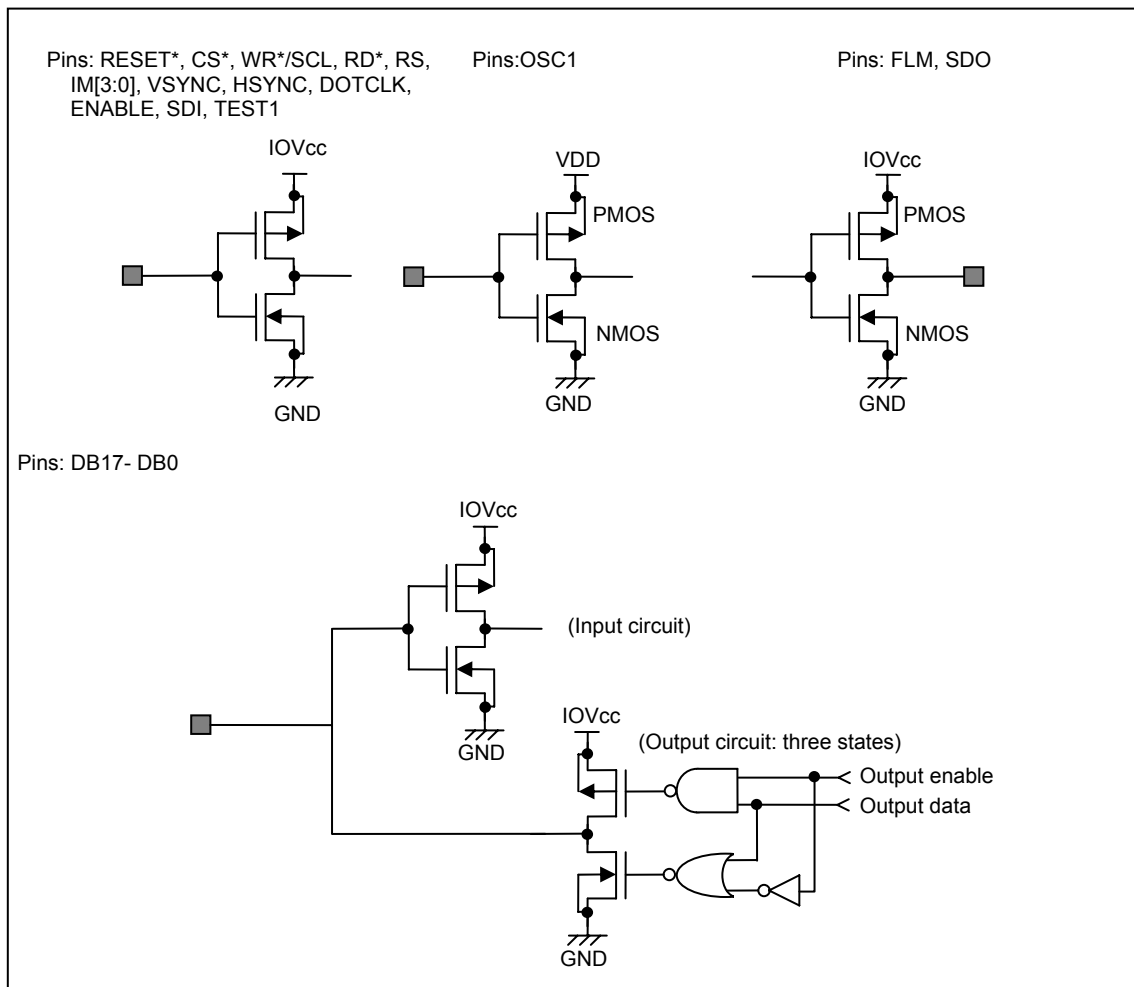 Pins: RESET*, CS*, WR*/SCL, RD*, RS,
IM[3:0], VSYNC, HSYNC, DOTCLK,
ENABLE, SDI, TEST1
Pins:OSC1
Pins: FLM, SDO
IOVcc
VDD
IOVcc
PMOS
PMOS
NMOS
NMOS
GND
GND
GND
Pins: DB17- DB0
IOVcc
(Input circuit)
GND
IOVcc
(Output circuit: three states)
Output enable
Output data
GND